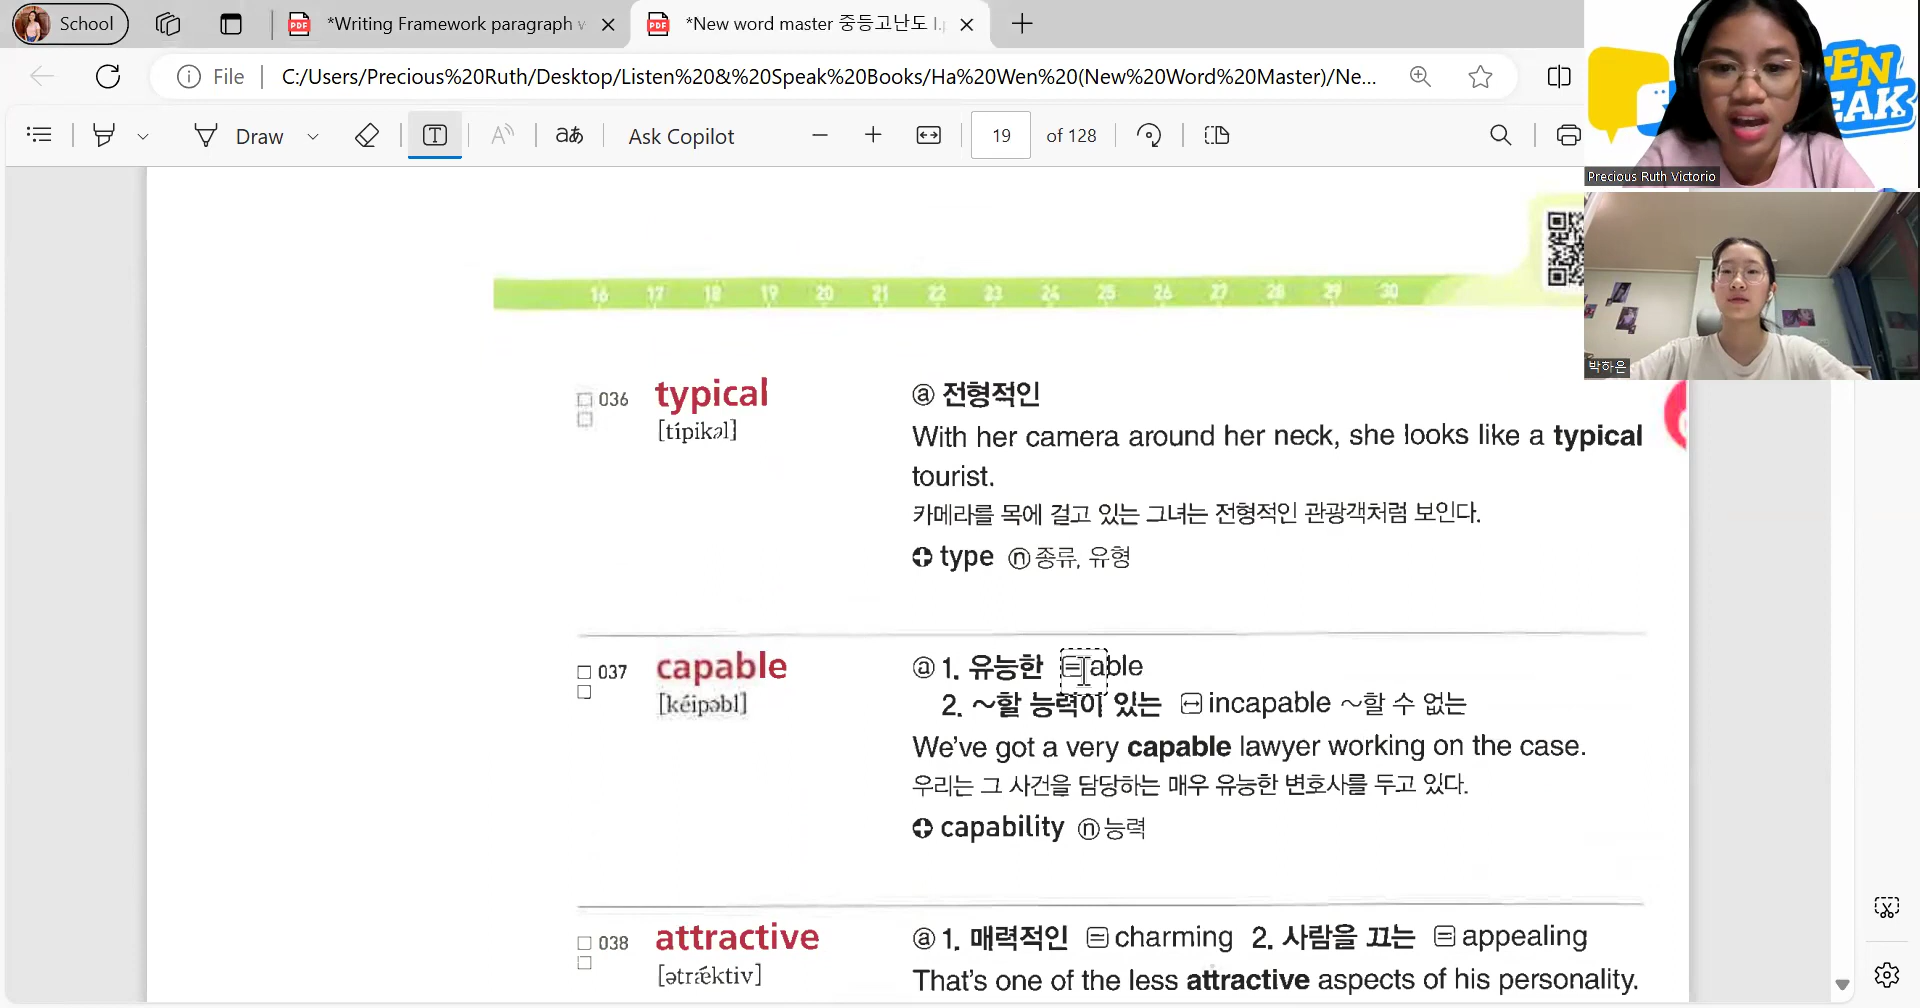 School
*Writing Framework paragraph v
*New word master 중등고난도 I.
File
C:/Users/Precious%20Ruth/Desktop/Listen%20&%20Speak%20Books/Ha%20Wen%20(New%20Word%20Master)/Ne...
Draw
aあ
Ask Copilot
19 of 128
EN
EAK
Precious Ruth Victorio
박하은
16 17 18 19 20 21 22 23 24 25 26 27 28 29 30
036 typical
[típikəl]
ⓐ 전형적인
With her camera around her neck, she looks like a typical
tourist.
카메라를 목에 걸고 있는 그녀는 전형적인 관광객처럼 보인다.
type ⓝ 종류, 유형
037 capable
[kéipəbl]
ⓐ 1. 유능한 = able
2. ～할 능력이 있는 ↔ incapable ～할 수 없는
We've got a very capable lawyer working on the case.
우리는 그 사건을 담당하는 매우 유능한 변호사를 두고 있다.
capability ⓝ 능력
038 attractive
[ətrǽktiv]
ⓐ 1. 매력적인 = charming 2. 사람을 끄는 = appealing
That's one of the less attractive aspects of his personality.